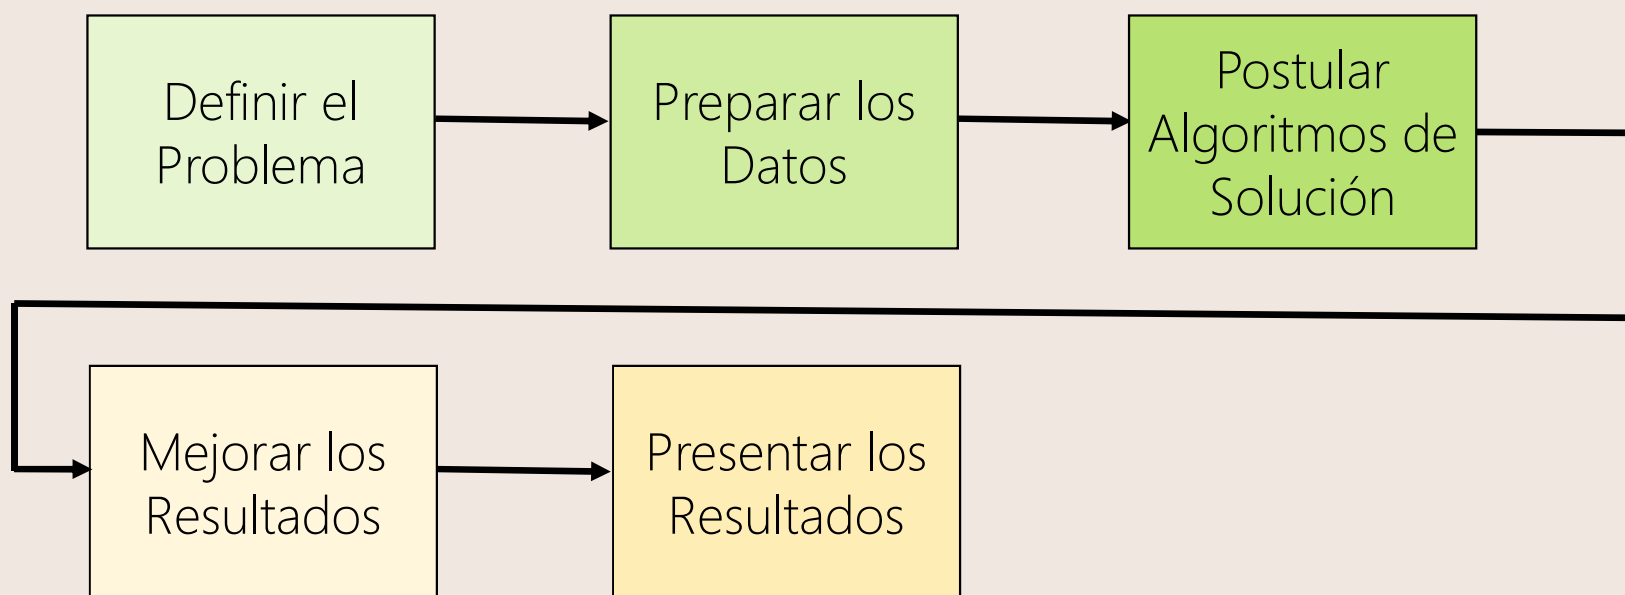 Definir el
Problema
Preparar los
Datos
Postular
Algoritmos de
Solución
Mejorar los
Resultados
Presentar los
Resultados